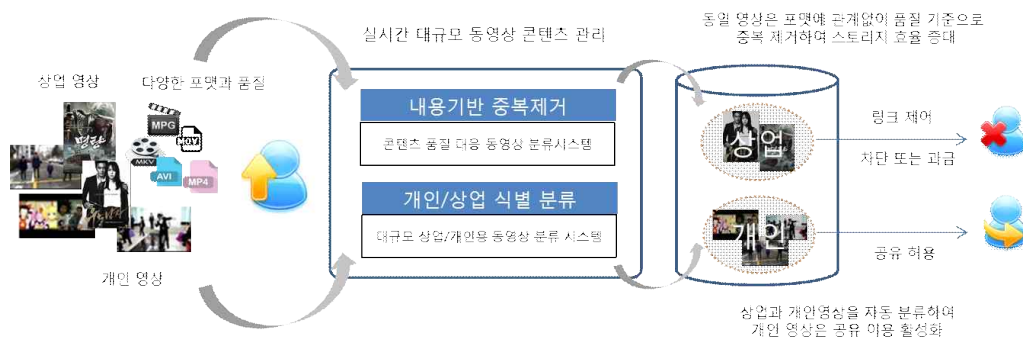 실시간 대규모 동영상 콘텐츠 관리
동일 영상은 포맷에 관계없이 품질 기준으로
중복 제거하여 스토리지 효율 증대
상업 영상
다양한 포맷과 품질
MPG
MOV
MKV
AVI
MP4
개인 영상
내용기반 중복제거
콘텐츠 품질 대응 동영상 분류시스템
개인/상업 식별 분류
대규모 상업/개인용 동영상 분류 시스템
상업
링크 제어
차단 또는 과금
개인
공유 허용
상업과 개인영상을 자동 분류하여
개인 영상은 공유 이용 활성화